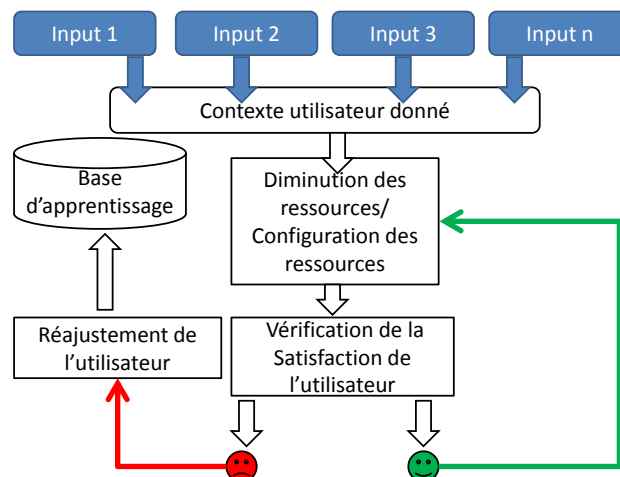 Input 1
Input 2
Input 3
Input n
Contexte utilisateur donné
Base
d'apprentissage
Diminution des
ressources/
Configuration des
ressources
Réajustement de
l'utilisateur
Vérification de la
Satisfaction de
l'utilisateur